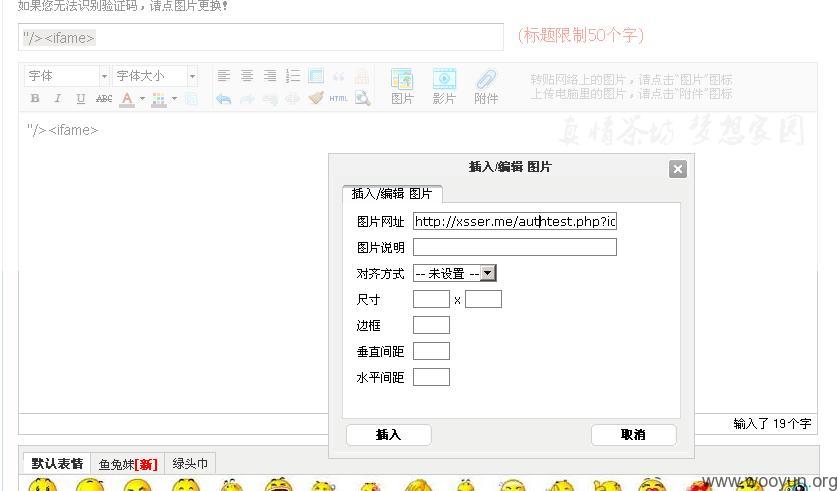 如果您无法识别验证码，请点图片更换!
"/><ifame>
(标题限制50个字)
字体
字体大小
转贴网络上的图片，请点击“图片”图标
上传电脑里的图片，请点击“附件”图标
B I U ABC A HTML
图片 影片 附件
"/><ifame>
真情茶坊 梦想家园
插入/编辑 图片
插入/编辑 图片
图片网址 http://xsser.me/authtest.php?ic
图片说明
对齐方式 -- 未设置 --
尺寸 x
边框
垂直间距
水平间距
插入 取消
输入了 19个字
默认表情 鱼兔妹[新] 绿头巾
www.wooyun.org